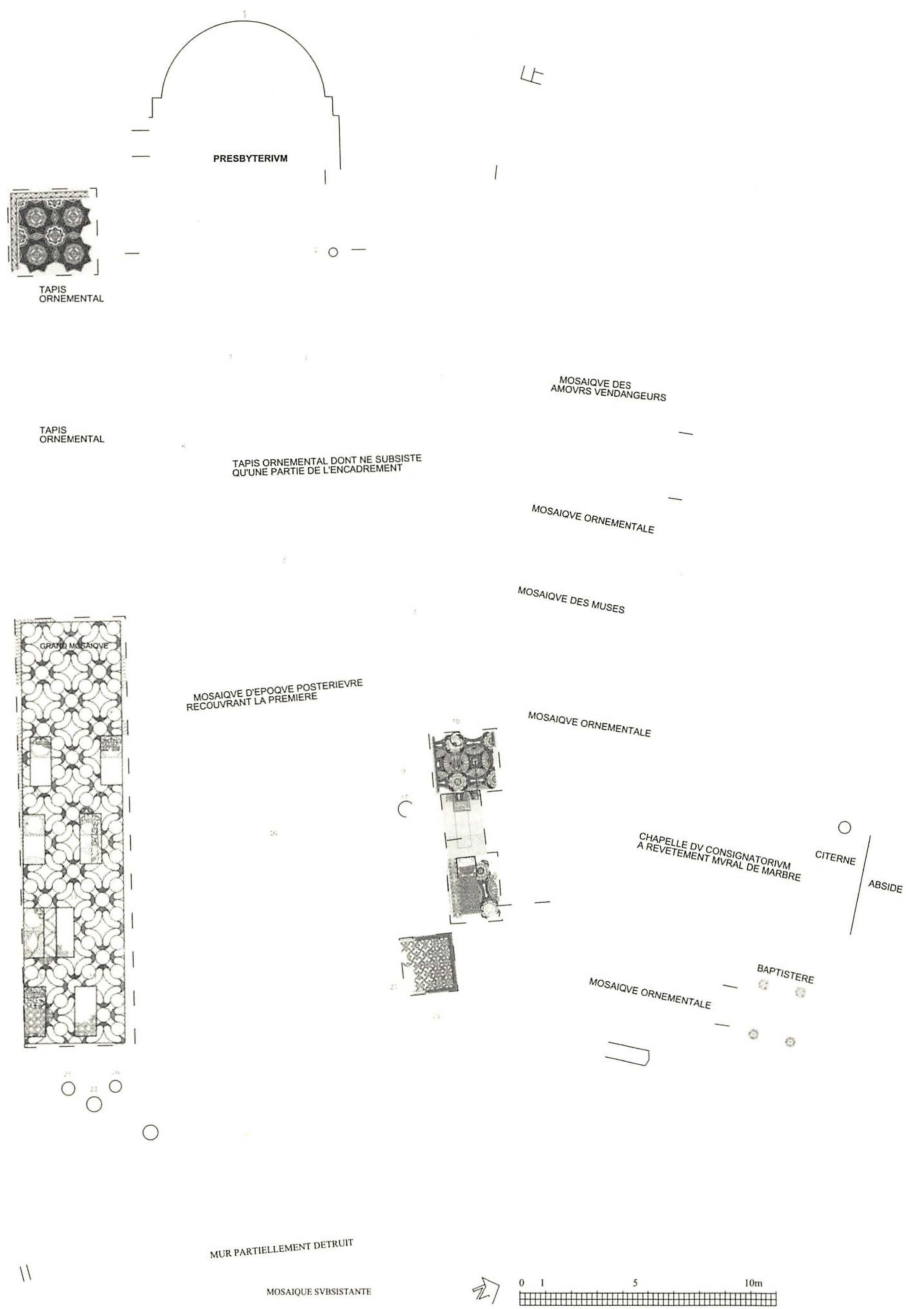 1
PRESBYTERIVM
TAPIS
ORNEMENTAL
MOSAIQVE DES
AMOVRS VENDANGEURS
TAPIS
ORNEMENTAL
TAPIS ORNEMENTAL DONT NE SUBSISTE
QU'UNE PARTIE DE L'ENCADREMENT
MOSAIQVE ORNEMENTALE
MOSAIQVE DES MUSES
GRAND MOSAIQVE
MOSAIQVE D'EPOQVE POSTERIEVRE
RECOUVRANT LA PREMIERE
MOSAIQVE ORNEMENTALE
CHAPELLE DV CONSIGNATORIVM
A REVETEMENT MVRAL DE MARBRE
CITERNE
ABSIDE
BAPTISTERE
MOSAIQVE ORNEMENTALE
MUR PARTIELLEMENT DETRUIT
MOSAIQUE SVBSISTANTE
N
0 1 5 10m